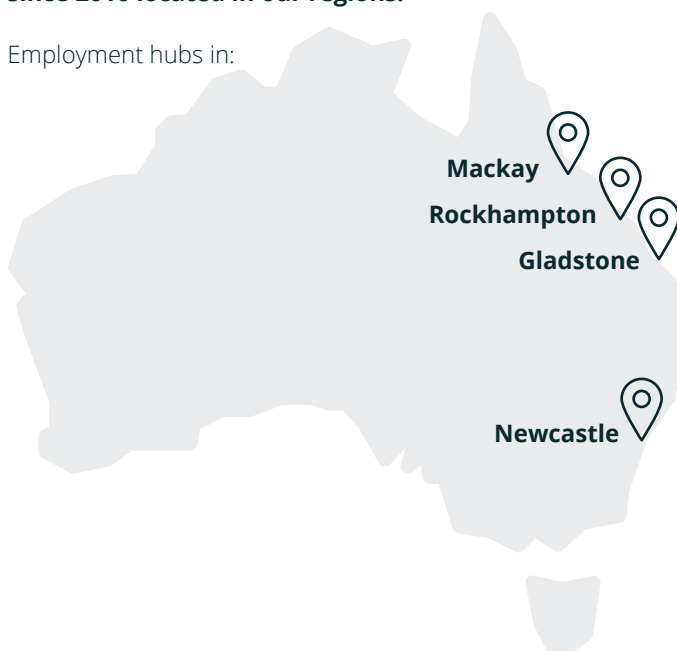 Employment hubs in:
Mackay
Rockhampton
Gladstone
Newcastle